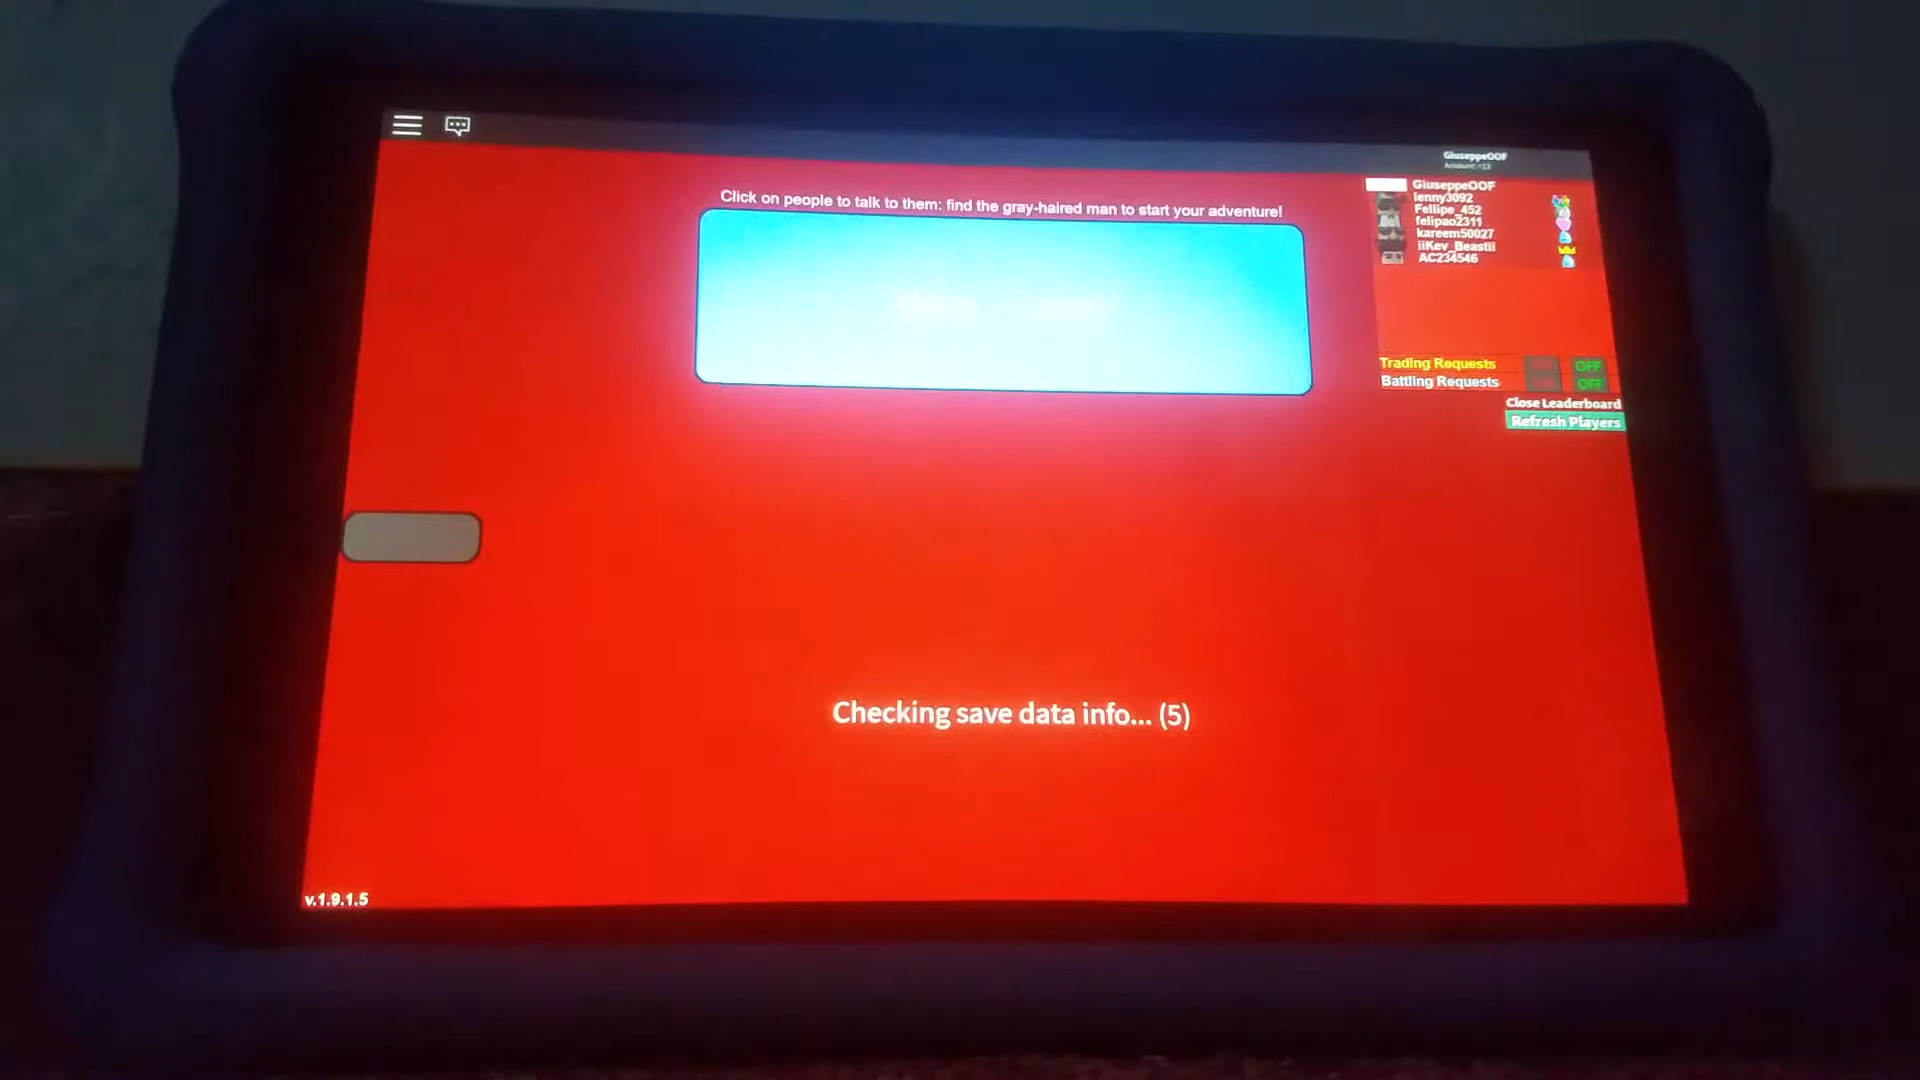 GiuseppeOOF
Account: <13
Click on people to talk to them: find the gray-haired man to start your adventure!
GiuseppeOOF
lenny3092
Fellipe_452
felipao2311
kareem50027
iiKev_Beastii
AC234546
Trading Requests OFF
Battling Requests OFF
Close Leaderboard
Refresh Players
Checking save data info... (5)
v.1.9.1.5